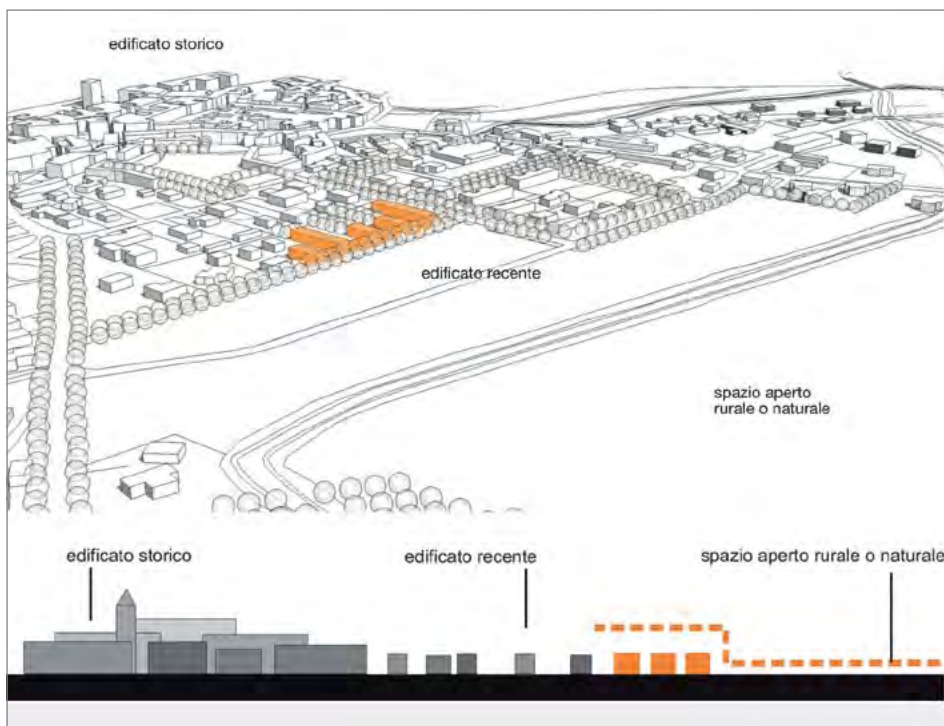 edificato storico
edificato recente
spazio aperto
rurale o naturale
edificato storico
edificato recente
spazio aperto rurale o naturale